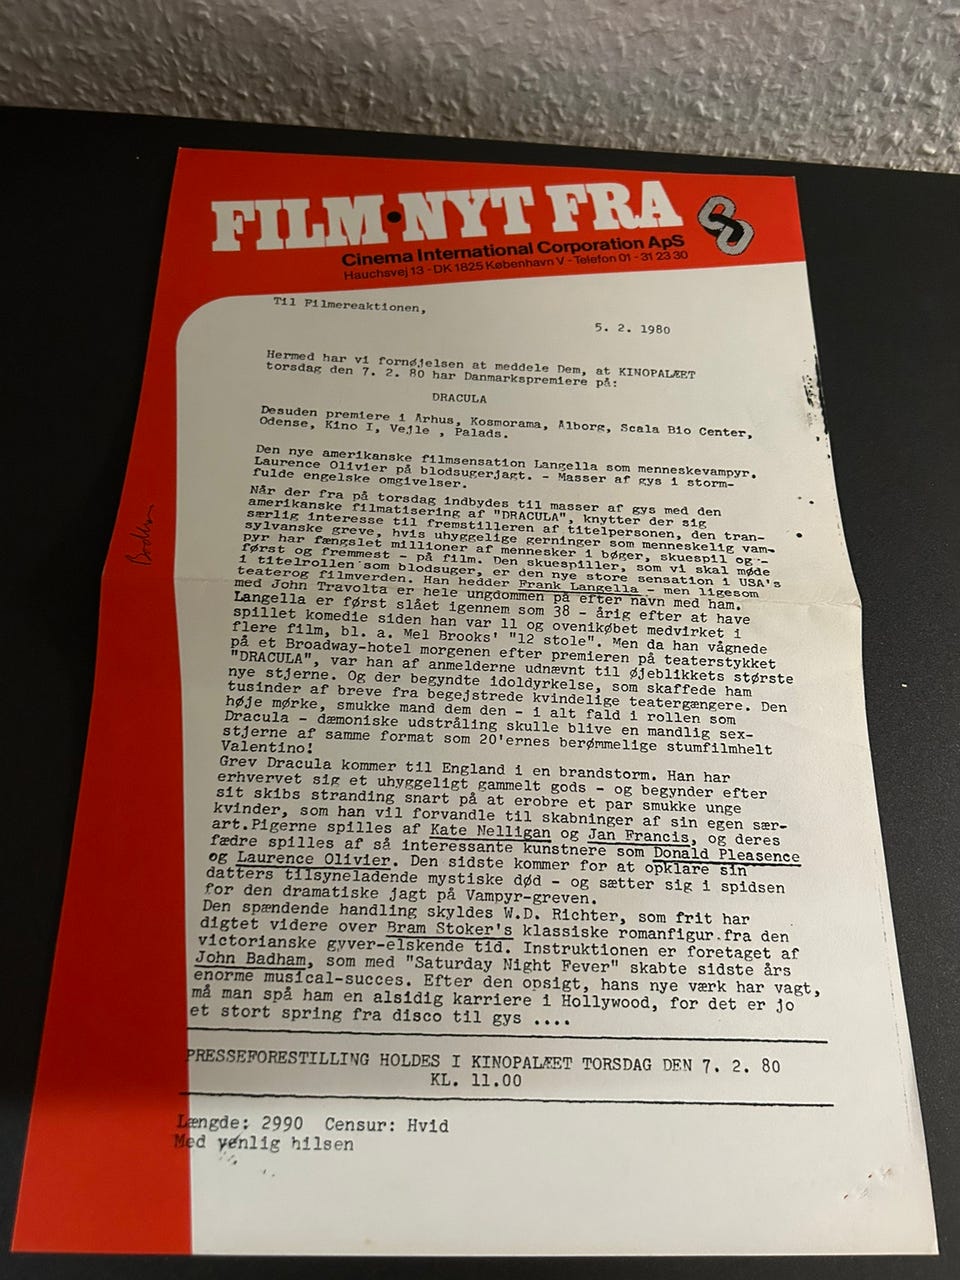 FILM·NYT FRA
Cinema International Corporation ApS
Hauchsvej 13 - DK 1825 København V - Telefon 01 - 31 23 30
Til Filmereaktionen,
5. 2. 1980
Hermed har vi fornøjelsen at meddele Dem, at KINOPALÆET
torsdag den 7. 2. 80 har Danmarkspremiere på:
DRACULA
Desuden premiere i Århus, Kosmorama, Ålborg, Scala Bio Center,
Odense, Kino I, Vejle , Palads.
Den nye amerikanske filmsensation Langella som menneskevampyr.
Laurence Olivier på blodsugerjagt. - Masser af gys i storm-
fulde engelske omgivelser.
Når der fra på torsdag indbydes til masser af gys med den
amerikanske filmatisering af "DRACULA", knytter der sig
særlig interesse til fremstilleren af titelpersonen, den tran-
sylvanske greve, hvis uhyggelige gerninger som menneskelig vam-
pyr har fængslet millioner af mennesker i bøger, skuespil og -
først og fremmest - på film. Den skuespiller, som vi skal møde
i titelrollen som blodsuger, er den nye store sensation i USA's
teaterog filmverden. Han hedder Frank Langella - men ligesom
med John Travolta er hele ungdommen på efter navn med ham.
Langella er først slået igennem som 38 - årig efter at have
spillet komedie siden han var 11 og ovenikøbet medvirket i
flere film, bl. a. Mel Brooks' "12 stole". Men da han vågnede
på et Broadway-hotel morgenen efter premieren på teaterstykket
"DRACULA", var han af anmelderne udnævnt til øjeblikkets største
nye stjerne. Og der begyndte idoldyrkelse, som skaffede ham
tusinder af breve fra begejstrede kvindelige teatergængere. Den
høje mørke, smukke mand dem den - i alt fald i rollen som
Dracula - dæmoniske udstråling skulle blive en mandlig sex-
stjerne af samme format som 20'ernes berømmelige stumfilmhelt
Valentino!
Grev Dracula kommer til England i en brandstorm. Han har
erhvervet sig et uhyggeligt gammelt gods - og begynder efter
sit skibs stranding snart på at erobre et par smukke unge
kvinder, som han vil forvandle til skabninger af sin egen sær-
art.Pigerne spilles af Kate Nelligan og Jan Francis, og deres
fædre spilles af så interessante kunstnere som Donald Pleasence
og Laurence Olivier. Den sidste kommer for at opklare sin
datters tilsyneladende mystiske død - og sætter sig i spidsen
for den dramatiske jagt på Vampyr-greven.
Den spændende handling skyldes W.D. Richter, som frit har
digtet videre over Bram Stoker's klassiske romanfigur fra den
victorianske gyver-elskende tid. Instruktionen er foretaget af
John Badham, som med "Saturday Night Fever" skabte sidste års
enorme musical-succes. Efter den opsigt, hans nye værk har vagt,
må man spå ham en alsidig karriere i Hollywood, for det er jo
et stort spring fra disco til gys ....
PRESSEFORESTILLING HOLDES I KINOPALÆET TORSDAG DEN 7. 2. 80
KL. 11.00
Længde: 2990 Censur: Hvid
Med venlig hilsen